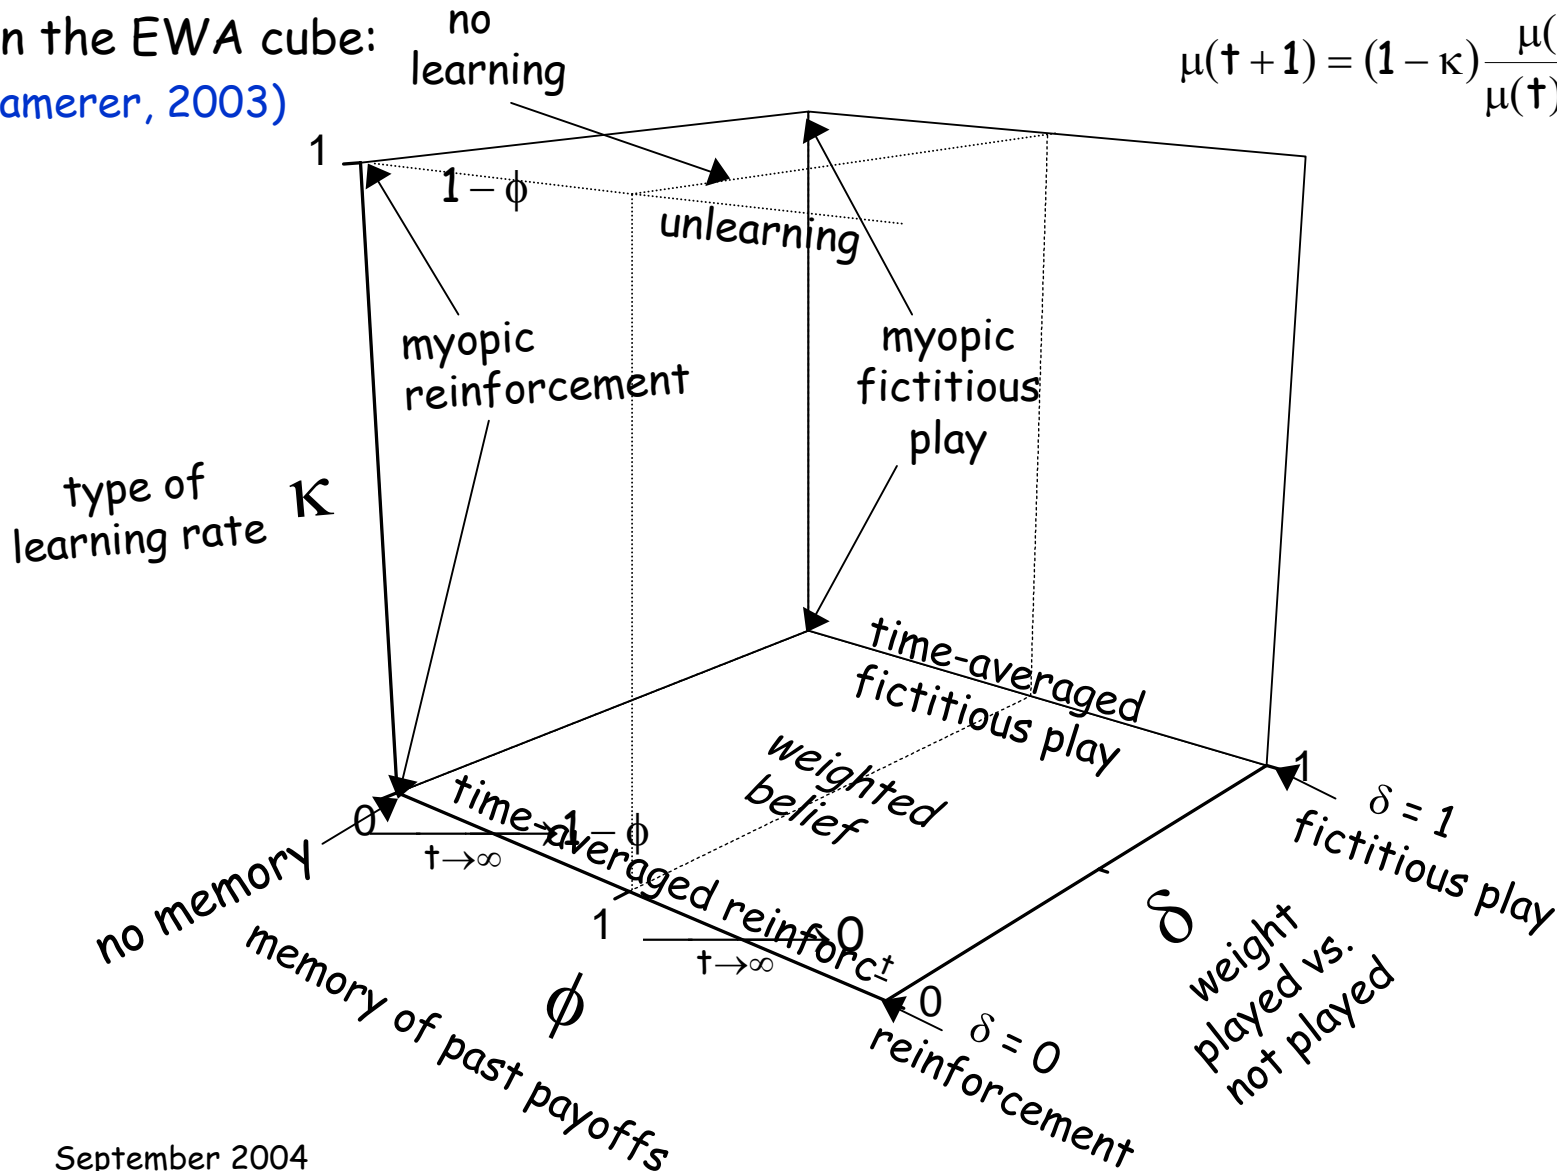 n the EWA cube:
amerer, 2003)
no
learning
μ(t + 1) = (1 − κ) μ( / μ(t)
1
1 − ϕ
unlearning
myopic
reinforcement
myopic
fictitious
play
type of
learning rate
κ
time-averaged
fictitious play
weighted
belief
time-averaged reinforc-
t
0
1 − ϕ
t→∞
no memory
1
0
t→∞
memory of past payoffs
ϕ
1
δ = 1
fictitious play
δ
weight
played vs.
not played
0
δ = 0
reinforcement
September 2004